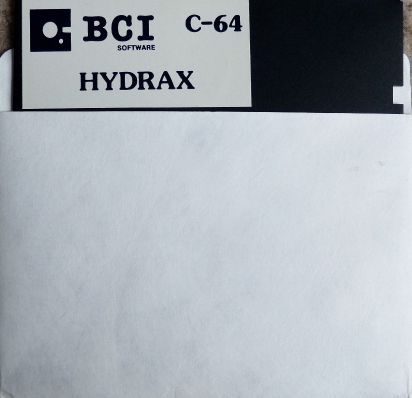 BCI C-64
SOFTWARE
HYDRAX